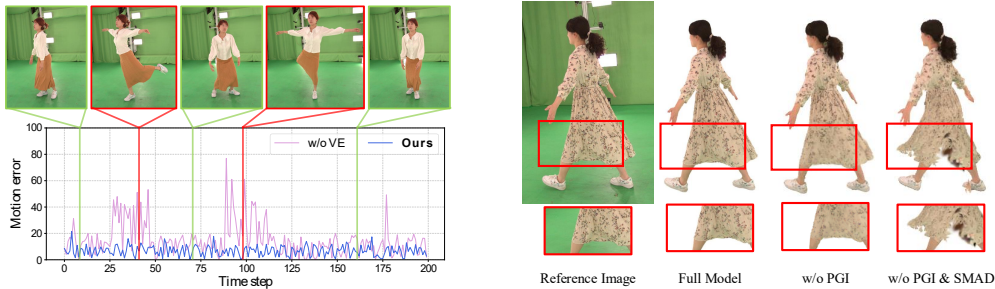 100
80
60
40
20
0
Motion error
w/o VE
Ours
0 25 50 75 100 125 150 175 200
Time step
Reference Image
Full Model
w/o PGI
w/o PGI & SMAD